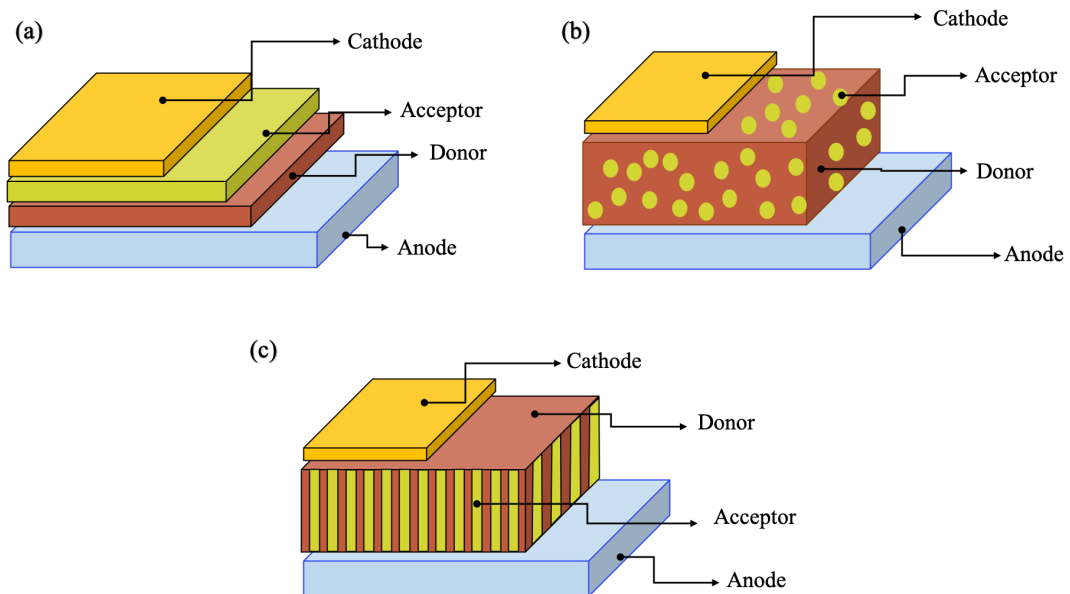 (a)
Cathode
Acceptor
Donor
Anode
(b)
Cathode
Acceptor
Donor
Anode
(c)
Cathode
Donor
Acceptor
Anode